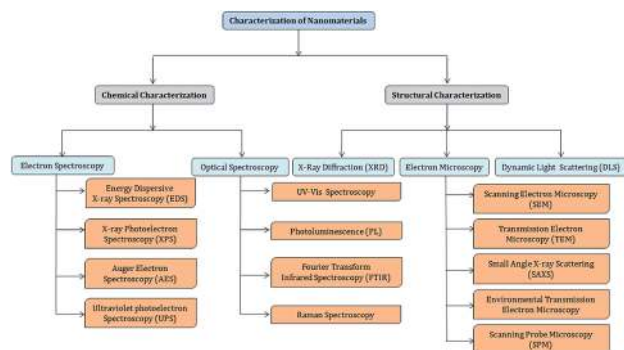 Characterization of Nanomaterials
Chemical Characterization
Structural Characterization
Electron Spectroscopy
Optical Spectroscopy
X-Ray Diffraction (XRD)
Electron Microscopy
Dynamic Light Scattering (DLS)
Energy Dispersive
X-ray Spectroscopy (EDS)
X-ray Photoelectron
Spectroscopy (XPS)
Auger Electron
Spectroscopy (AES)
Ultraviolet photoelectron
Spectroscopy (UPS)
UV-Vis Spectroscopy
Photoluminescence (PL)
Fourier Transform
Infrared Spectroscopy (FTIR)
Raman Spectroscopy
Scanning Electron Microscopy
(SEM)
Transmission Electron
Microscopy (TEM)
Small Angle X-ray Scattering
(SAXS)
Environmental Transmission
Electron Microscopy
Scanning Probe Microscopy
(SPM)